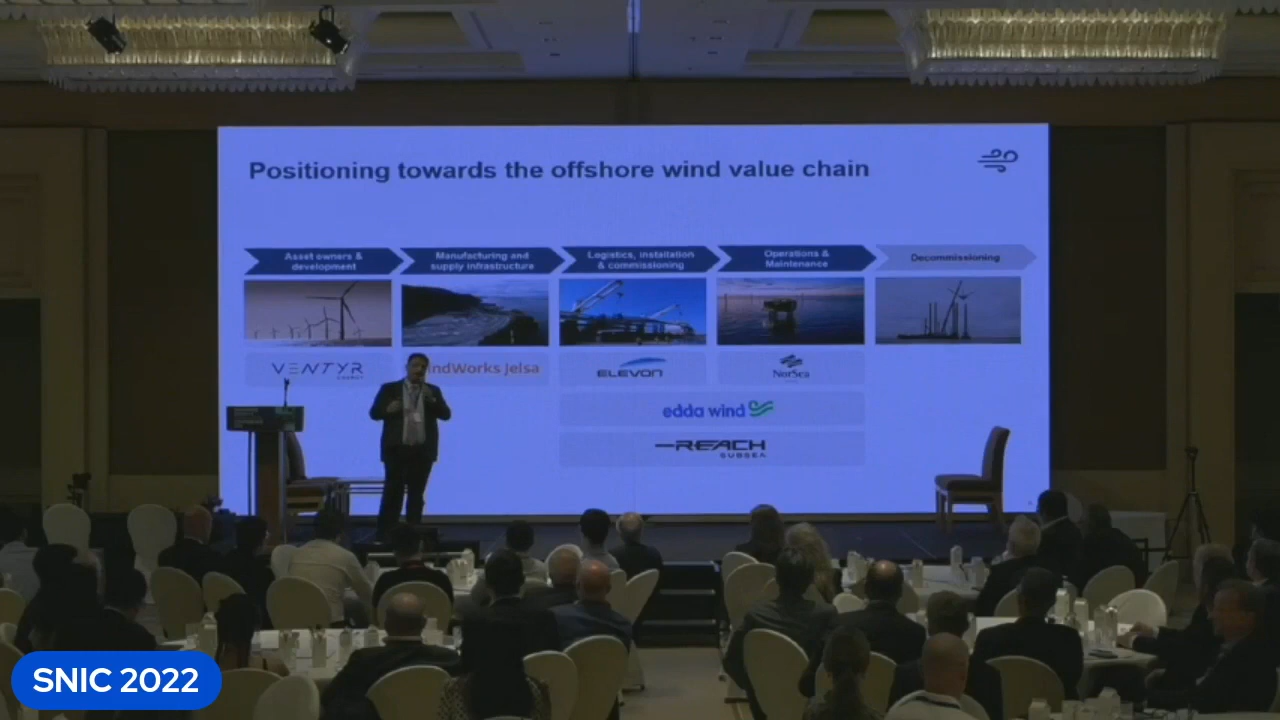 Positioning towards the offshore wind value chain
Asset owners &
development
Manufacturing and
supply infrastructure
Logistics, installation
& commissioning
Operations &
Maintenance
Decommissioning
VENTYR
ENERGY
ndWorks Jelsa
ELEVON
NorSea
edda wind
REACH
SUBSEA
SNIC 2022